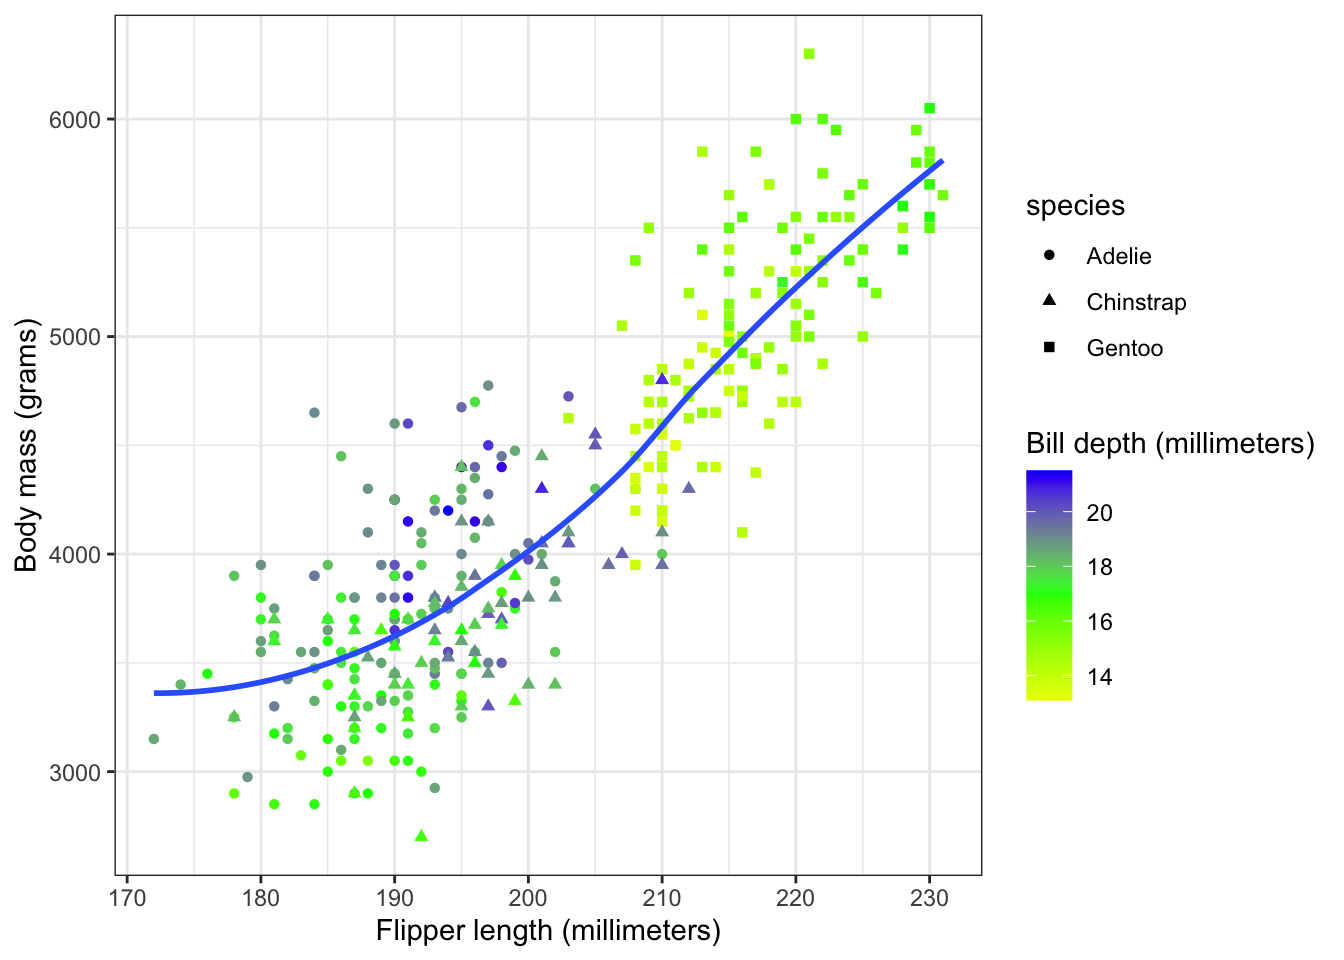 6000
5000
4000
3000
Body mass (grams)
170 180 190 200 210 220 230
Flipper length (millimeters)
species
Adelie
Chinstrap
Gentoo
Bill depth (millimeters)
20
18
16
14